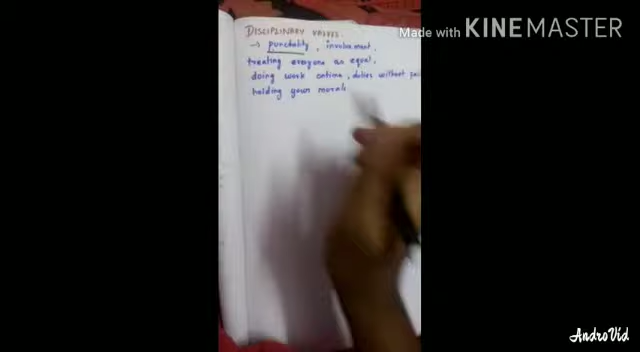 Made with KINEMASTER
DISCIPLINARY VALUES.
→ punctuality, involvement,
treating everyone as equal,
doing work ontime, duties without
holding your morals
AndroVid